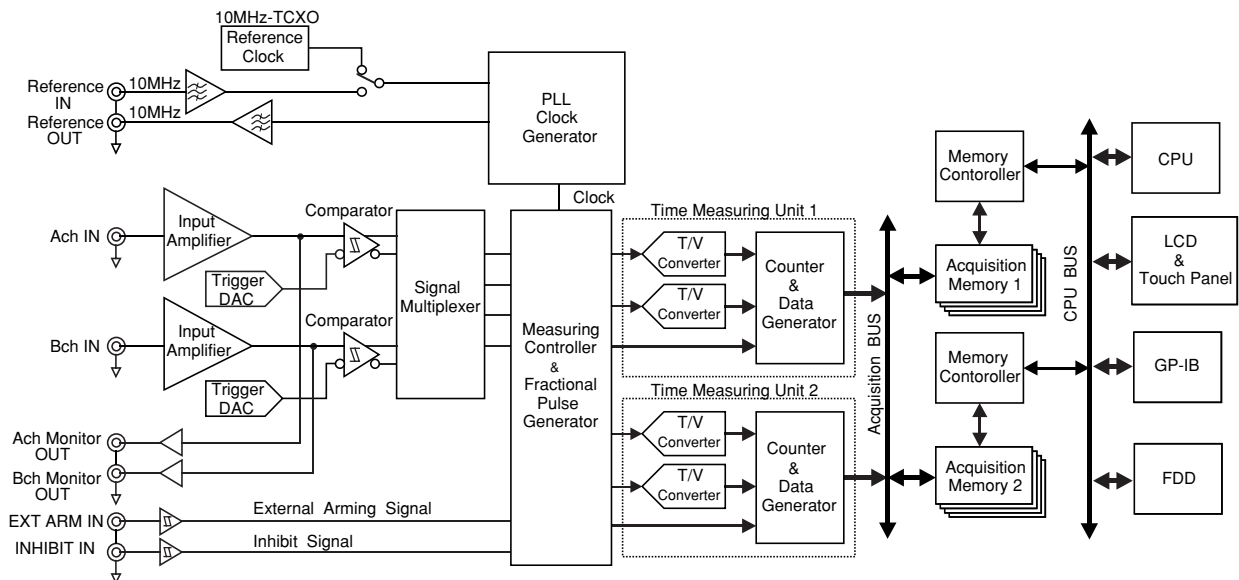 10MHz-TCXO
Reference
Clock
Reference
IN
10MHz
Reference
OUT
10MHz
PLL
Clock
Generator
Clock
Ach IN
Input
Amplifier
Comparator
Trigger
DAC
Signal
Multiplexer
Bch IN
Input
Amplifier
Comparator
Trigger
DAC
Ach Monitor
OUT
Bch Monitor
OUT
EXT ARM IN
External Arming Signal
INHIBIT IN
Inhibit Signal
Measuring
Controller
&
Fractional
Pulse
Generator
Time Measuring Unit 1
T/V
Converter
T/V
Converter
Counter
&
Data
Generator
Time Measuring Unit 2
T/V
Converter
T/V
Converter
Counter
&
Data
Generator
Acquisition BUS
Memory
Contoroller
Acquisition
Memory 1
Memory
Contoroller
Acquisition
Memory 2
CPU BUS
CPU
LCD
&
Touch Panel
GP-IB
FDD